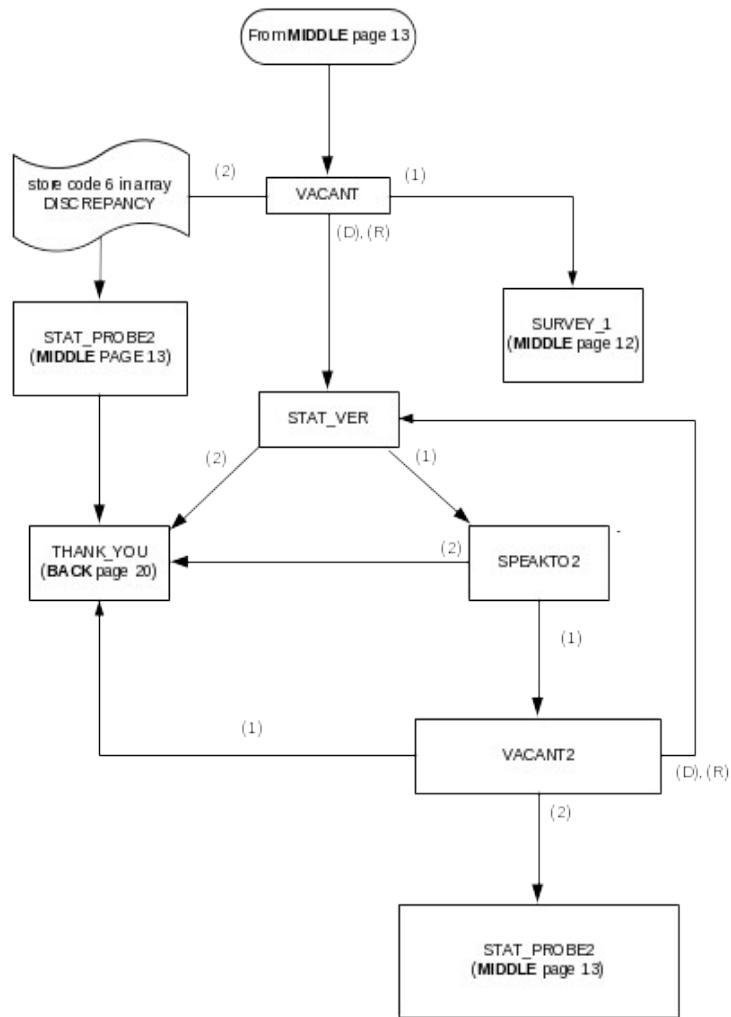 From MIDDLE page 13
(2)
(1)
store code 6 in array
DISCREPANCY
VACANT
(D), (R)
STAT_PROBE2
(MIDDLE PAGE 13)
SURVEY_1
(MIDDLE page 12)
STAT_VER
(2)
(1)
THANK_YOU
(BACK page 20)
(2)
SPEAKTO2
-
(1)
(1)
VACANT2
(D), (R)
(2)
STAT_PROBE2
(MIDDLE page 13)